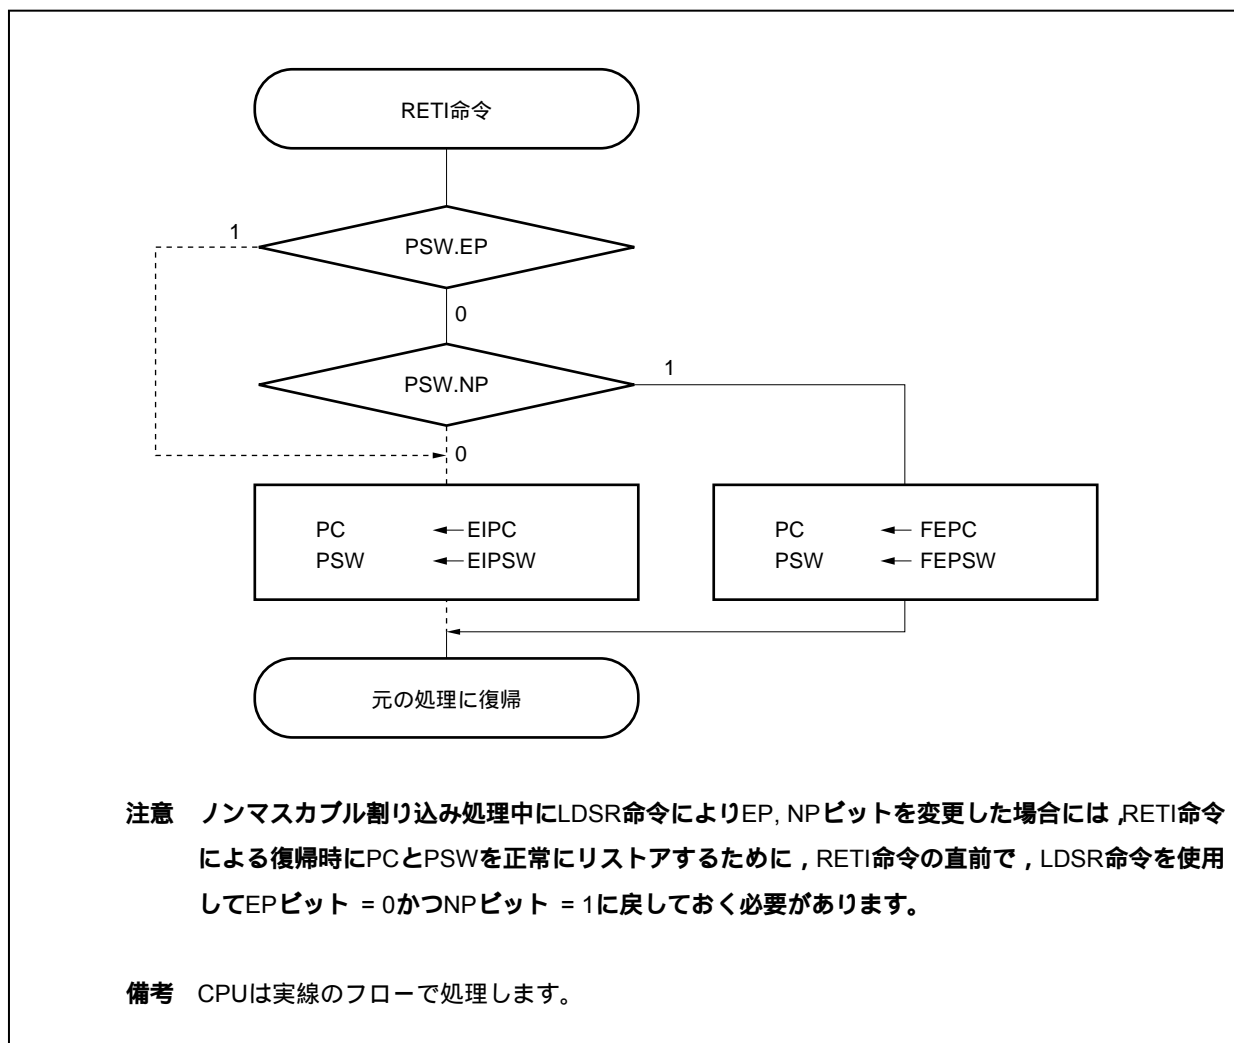 RETI命令
1
PSW.EP
0
PSW.NP
1
0
PC ← EIPC
PSW ← EIPSW
PC ← FEPC
PSW ← FEPSW
元の処理に復帰
注意 ノンマスカブル割り込み処理中にLDSR命令によりEP, NPビットを変更した場合には，RETI命令
による復帰時にPCとPSWを正常にリストアするために，RETI命令の直前で，LDSR命令を使用
してEPビット = 0かつNPビット = 1に戻しておく必要があります。
備考 CPUは実線のフローで処理します。